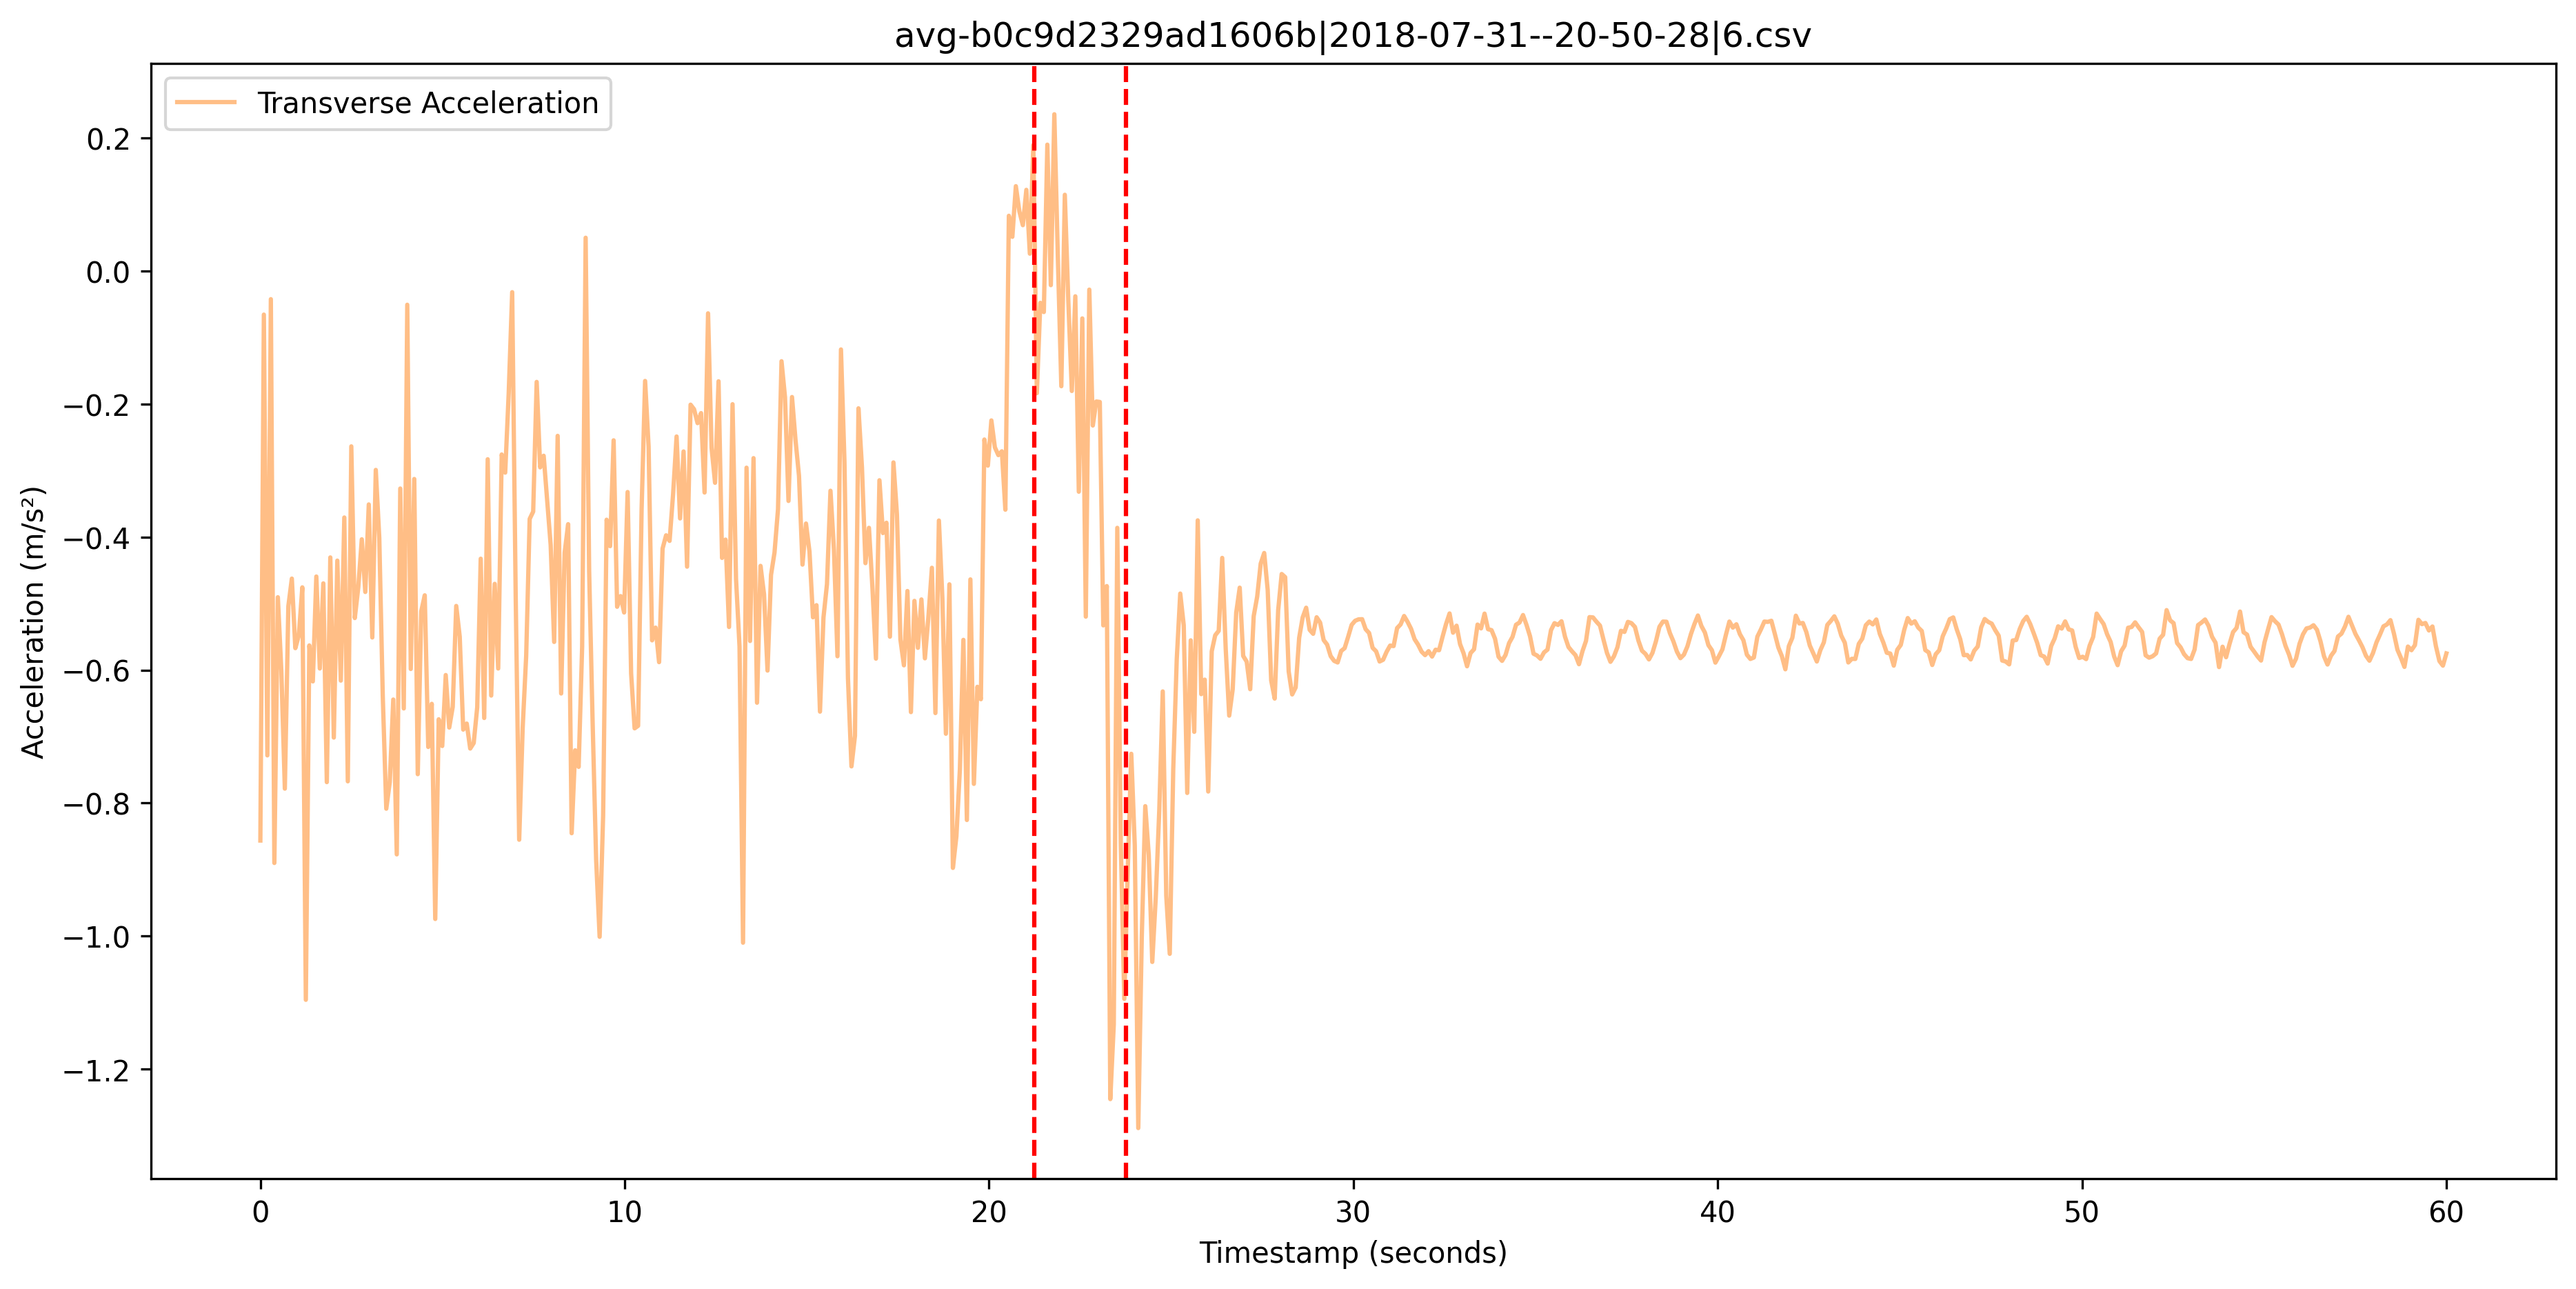 avg-b0c9d2329ad1606b|2018-07-31--20-50-28|6.csv
Transverse Acceleration
0.2
0.0
−0.2
−0.4
−0.6
−0.8
−1.0
−1.2
Acceleration (m/s²)
0 10 20 30 40 50 60
Timestamp (seconds)